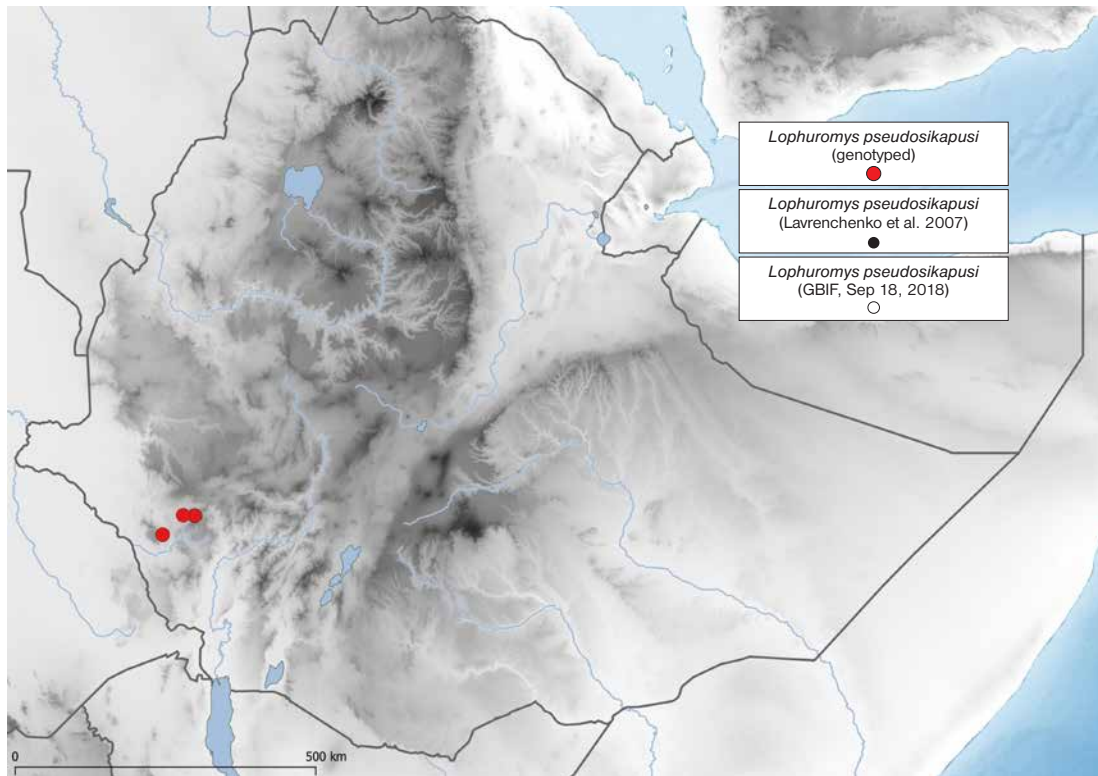 Lophuromys pseudosikapusi
(genotyped)
Lophuromys pseudosikapusi
(Lavrenchenko et al. 2007)
Lophuromys pseudosikapusi
(GBIF, Sep 18, 2018)
0 500 km